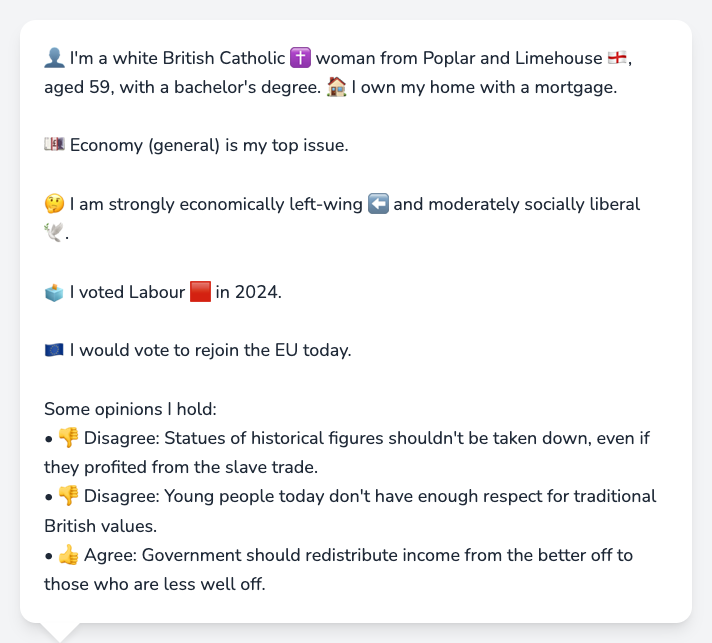 👤 I'm a white British Catholic ✝️ woman from Poplar and Limehouse 🏴󠁧󠁢󠁥󠁮󠁧󠁿,
aged 59, with a bachelor's degree. 🏠 I own my home with a mortgage.
💷 Economy (general) is my top issue.
🤔 I am strongly economically left-wing ⬅️ and moderately socially liberal
🕊️.
🗳️ I voted Labour 🟥 in 2024.
🇪🇺 I would vote to rejoin the EU today.
Some opinions I hold:
• 👎 Disagree: Statues of historical figures shouldn't be taken down, even if
they profited from the slave trade.
• 👎 Disagree: Young people today don't have enough respect for traditional
British values.
• 👍 Agree: Government should redistribute income from the better off to
those who are less well off.